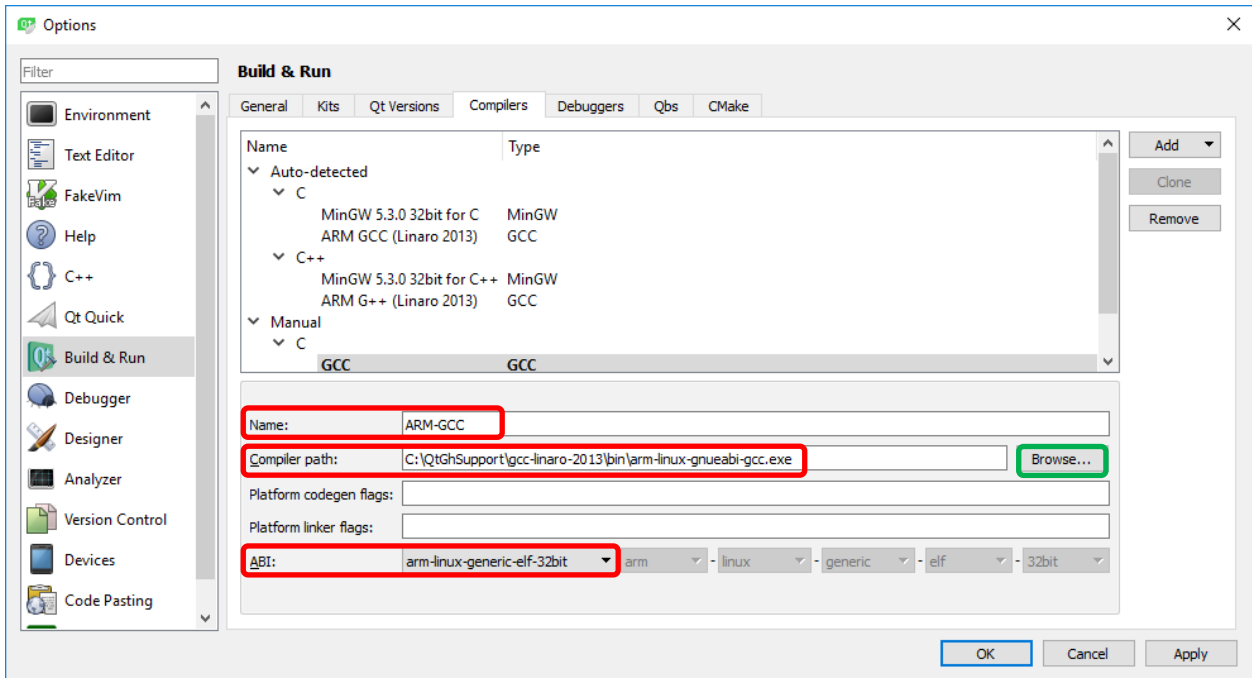 Options
Filter
Environment
Text Editor
FakeVim
Help
C++
Qt Quick
Build & Run
Debugger
Designer
Analyzer
Version Control
Devices
Code Pasting
Build & Run
General Kits Qt Versions Compilers Debuggers Qbs CMake
Name Type
Auto-detected
C
MinGW 5.3.0 32bit for C MinGW
ARM GCC (Linaro 2013) GCC
C++
MinGW 5.3.0 32bit for C++ MinGW
ARM G++ (Linaro 2013) GCC
Manual
C
GCC GCC
Add
Clone
Remove
Name: ARM-GCC
Compiler path: C:\QtGhSupport\gcc-linaro-2013\bin\arm-linux-gnueabi-gcc.exe Browse...
Platform codegen flags:
Platform linker flags:
ABI: arm-linux-generic-elf-32bit arm - linux - generic - elf - 32bit
OK Cancel Apply